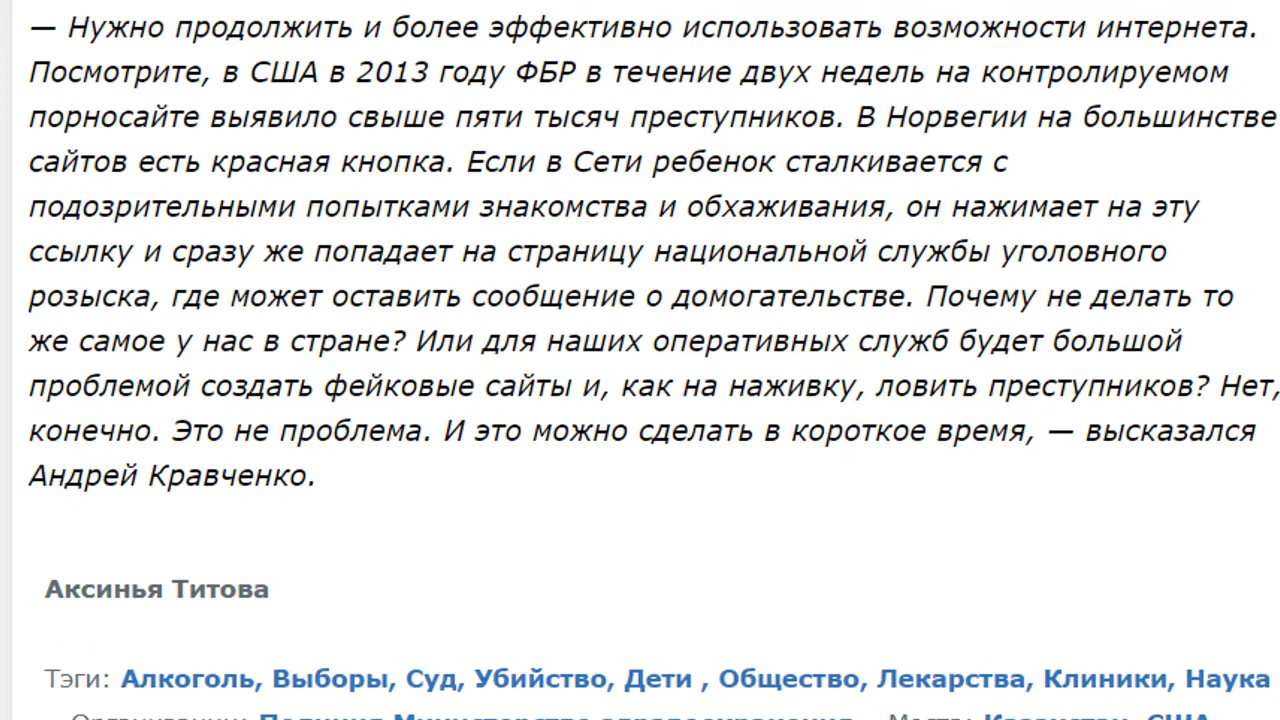 — Нужно продолжить и более эффективно использовать возможности интернета.
Посмотрите, в США в 2013 году ФБР в течение двух недель на контролируемом
порносайте выявило свыше пяти тысяч преступников. В Норвегии на большинстве
сайтов есть красная кнопка. Если в Сети ребенок сталкивается с
подозрительными попытками знакомства и обхаживания, он нажимает на эту
ссылку и сразу же попадает на страницу национальной службы уголовного
розыска, где может оставить сообщение о домогательстве. Почему не делать то
же самое у нас в стране? Или для наших оперативных служб будет большой
проблемой создать фейковые сайты и, как на наживку, ловить преступников? Нет,
конечно. Это не проблема. И это можно сделать в короткое время, — высказался
Андрей Кравченко.
Аксинья Титова
Тэги: Алкоголь, Выборы, Суд, Убийство, Дети , Общество, Лекарства, Клиники, Наука